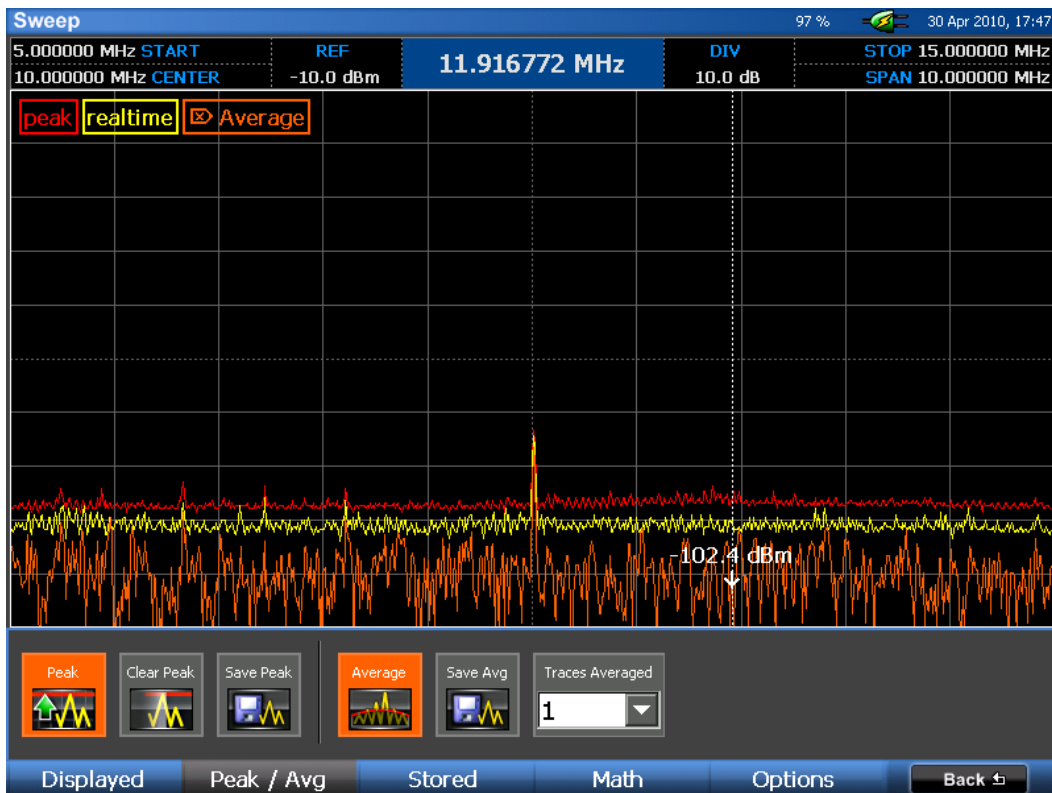 Sweep 97 % 30 Apr 2010, 17:47
5.000000 MHz START REF 11.916772 MHz DIV STOP 15.000000 MHz
10.000000 MHz CENTER -10.0 dBm 10.0 dB SPAN 10.000000 MHz
peak realtime Average
-102.4 dBm
Peak Clear Peak Save Peak Average Save Avg Traces Averaged
1
Displayed Peak / Avg Stored Math Options Back